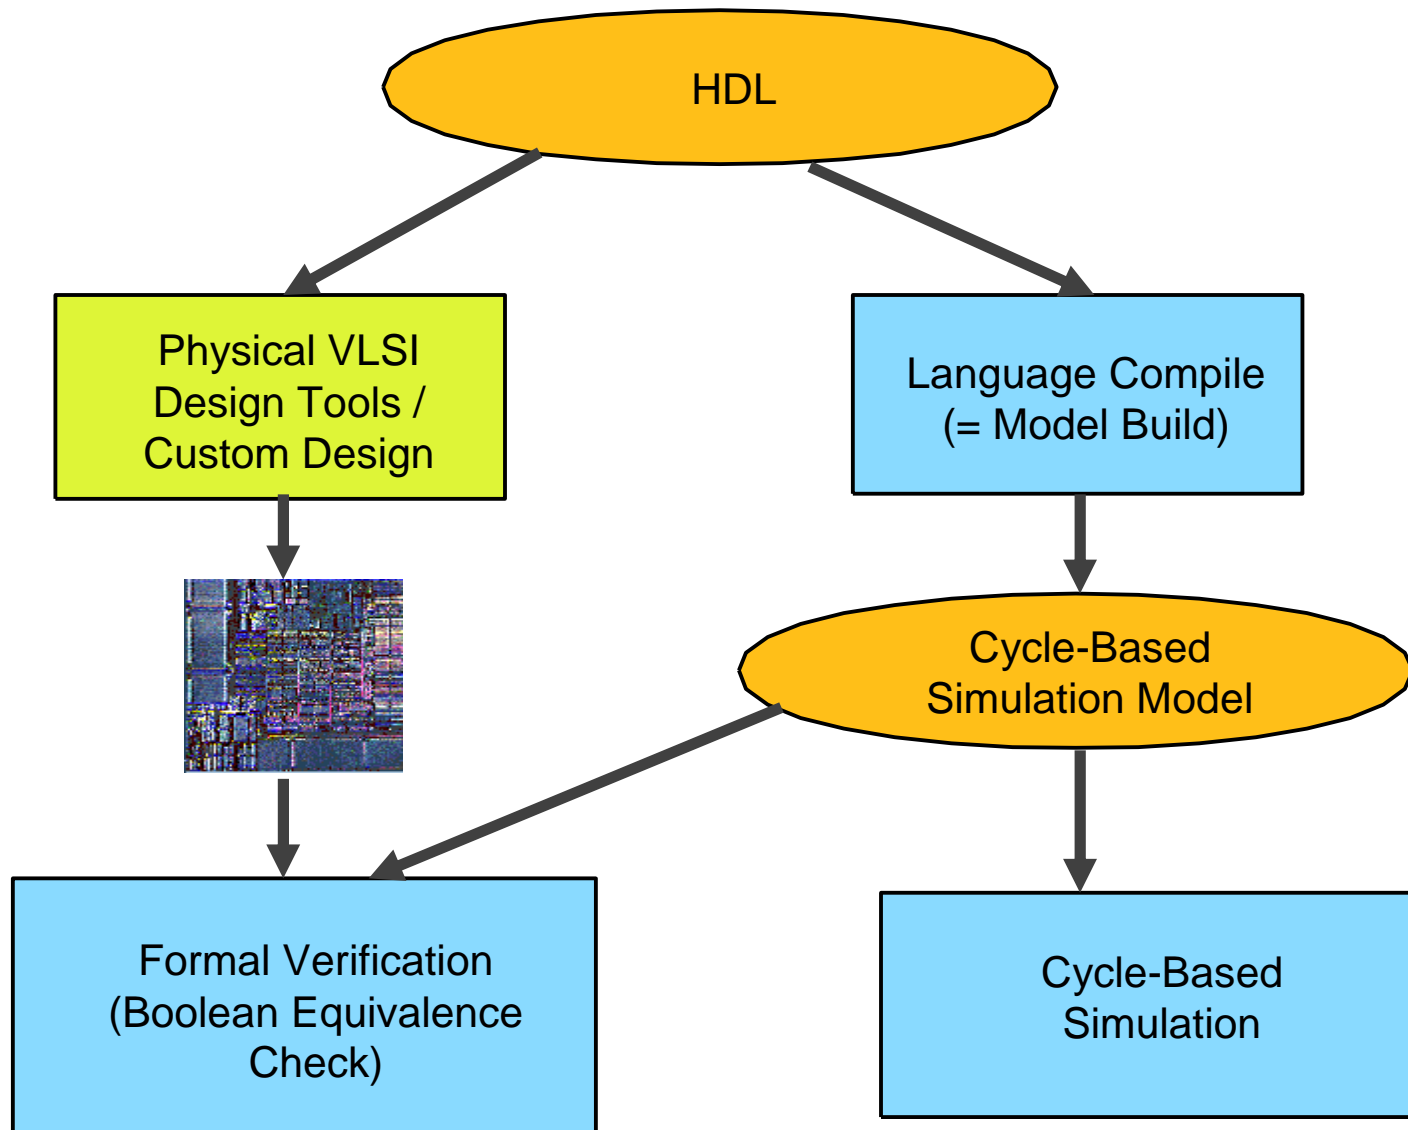 HDL
Physical VLSI
Design Tools /
Custom Design
Language Compile
(= Model Build)
Cycle-Based
Simulation Model
Formal Verification
(Boolean Equivalence
Check)
Cycle-Based
Simulation